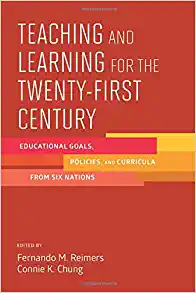 TEACHING AND
LEARNING FOR THE
TWENTY-FIRST
CENTURY
EDUCATIONAL GOALS,
POLICIES, AND CURRICULA
FROM SIX NATIONS
EDITED BY
Fernando M. Reimers
Connie K. Chung